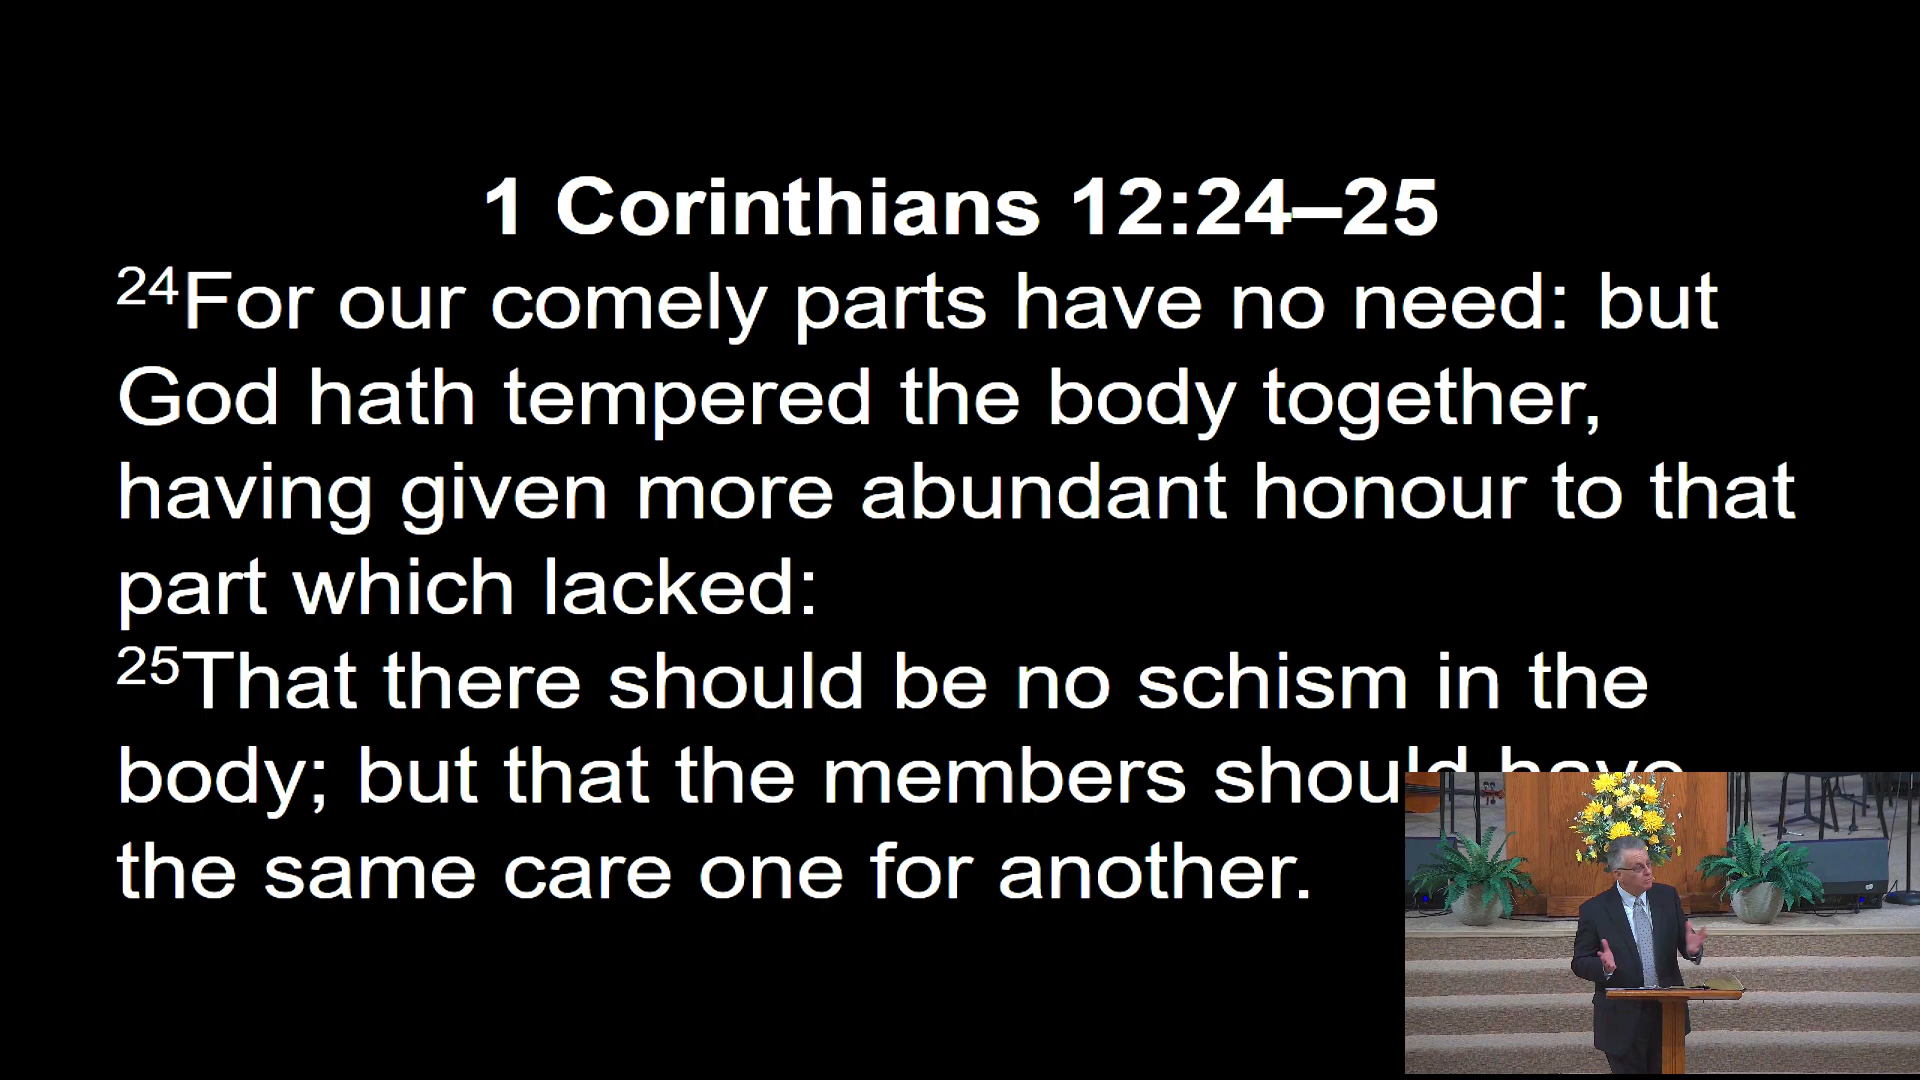 1 Corinthians 12:24–25
24For our comely parts have no need: but
God hath tempered the body together,
having given more abundant honour to that
part which lacked:
25That there should be no schism in the
body; but that the members should have
the same care one for another.